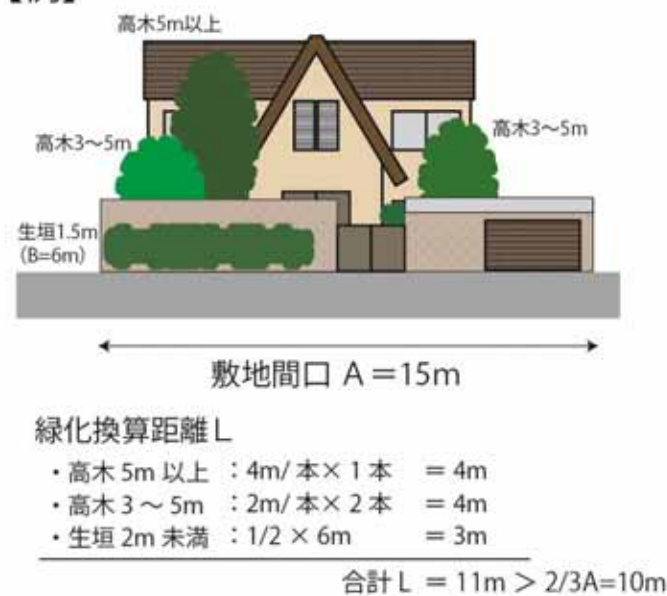 高木5m以上
高木3～5m
高木3～5m
生垣1.5m
(B=6m)
敷地間口 A＝15m
緑化換算距離L
・高木 5m 以上 ：4m/ 本× 1 本 ＝ 4m
・高木 3 ～ 5m ：2m/ 本× 2 本 ＝ 4m
・生垣 2m 未満 ：1/2 × 6m ＝ 3m
合計 L ＝ 11m ＞ 2/3A=10m